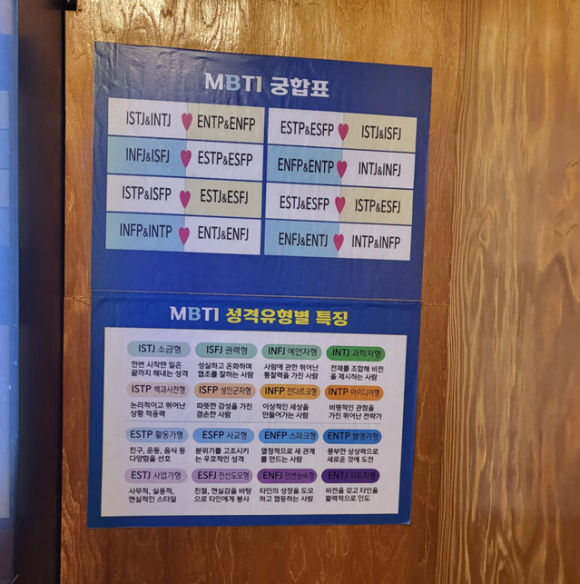 MBTI 궁합표
ISTJ&INTJ ENTP&ENFP
ESTP&ESFP ISTJ&ISFJ
INFJ&ISFJ ESTP&ESFP
ENFP&ENTP INTJ&INFJ
ISTP&ISFP ESTJ&ESFJ
ESTJ&ESFP ISTP&ESFJ
INFP&INTP ENTJ&ENFJ
ENFJ&ENTJ INTP&INFP
MBTI 성격유형별 특징
ISTJ 소금형
한번 시작한 일은
끝까지 해내는 성격
ISFJ 권력형
성실하고 온화하며
협조를 잘하는 사람
INFJ 예언자형
사람에 관한 뛰어난
통찰력을 가진 사람
INTJ 과학자형
전체를 조합해 비전
을 제시하는 사람
ISTP 백과사전형
논리적이고 뛰어난
상황 적응력
ISFP 성인군자형
따뜻한 감성을 가진
겸손한 사람
INFP 잔다르크형
이상적인 세상을
만들어가는 사람
INTP 아이디어형
비평적인 관점을
가진 뛰어난 전략가
ESTP 활동가형
친구, 운동, 음식 등
다양함을 선호
ESFP 사교형
분위기를 고조시키
는 우호적인 성격
ENFP 스파크형
열정적으로 새 관계
를 만드는 사람
ENTP 발명가형
풍부한 상상력으로
새로운 것에 도전
ESTJ 사업가형
사무적, 실용적,
현실적인 스타일
ESFJ 친선도모형
친절, 현실감을 바탕
으로 타인에게 봉사
ENFJ 언변능숙형
타인의 성장을 도모
하고 협동하는 사람
ENTJ 지도자형
비전을 갖고 타인을
활력적으로 인도